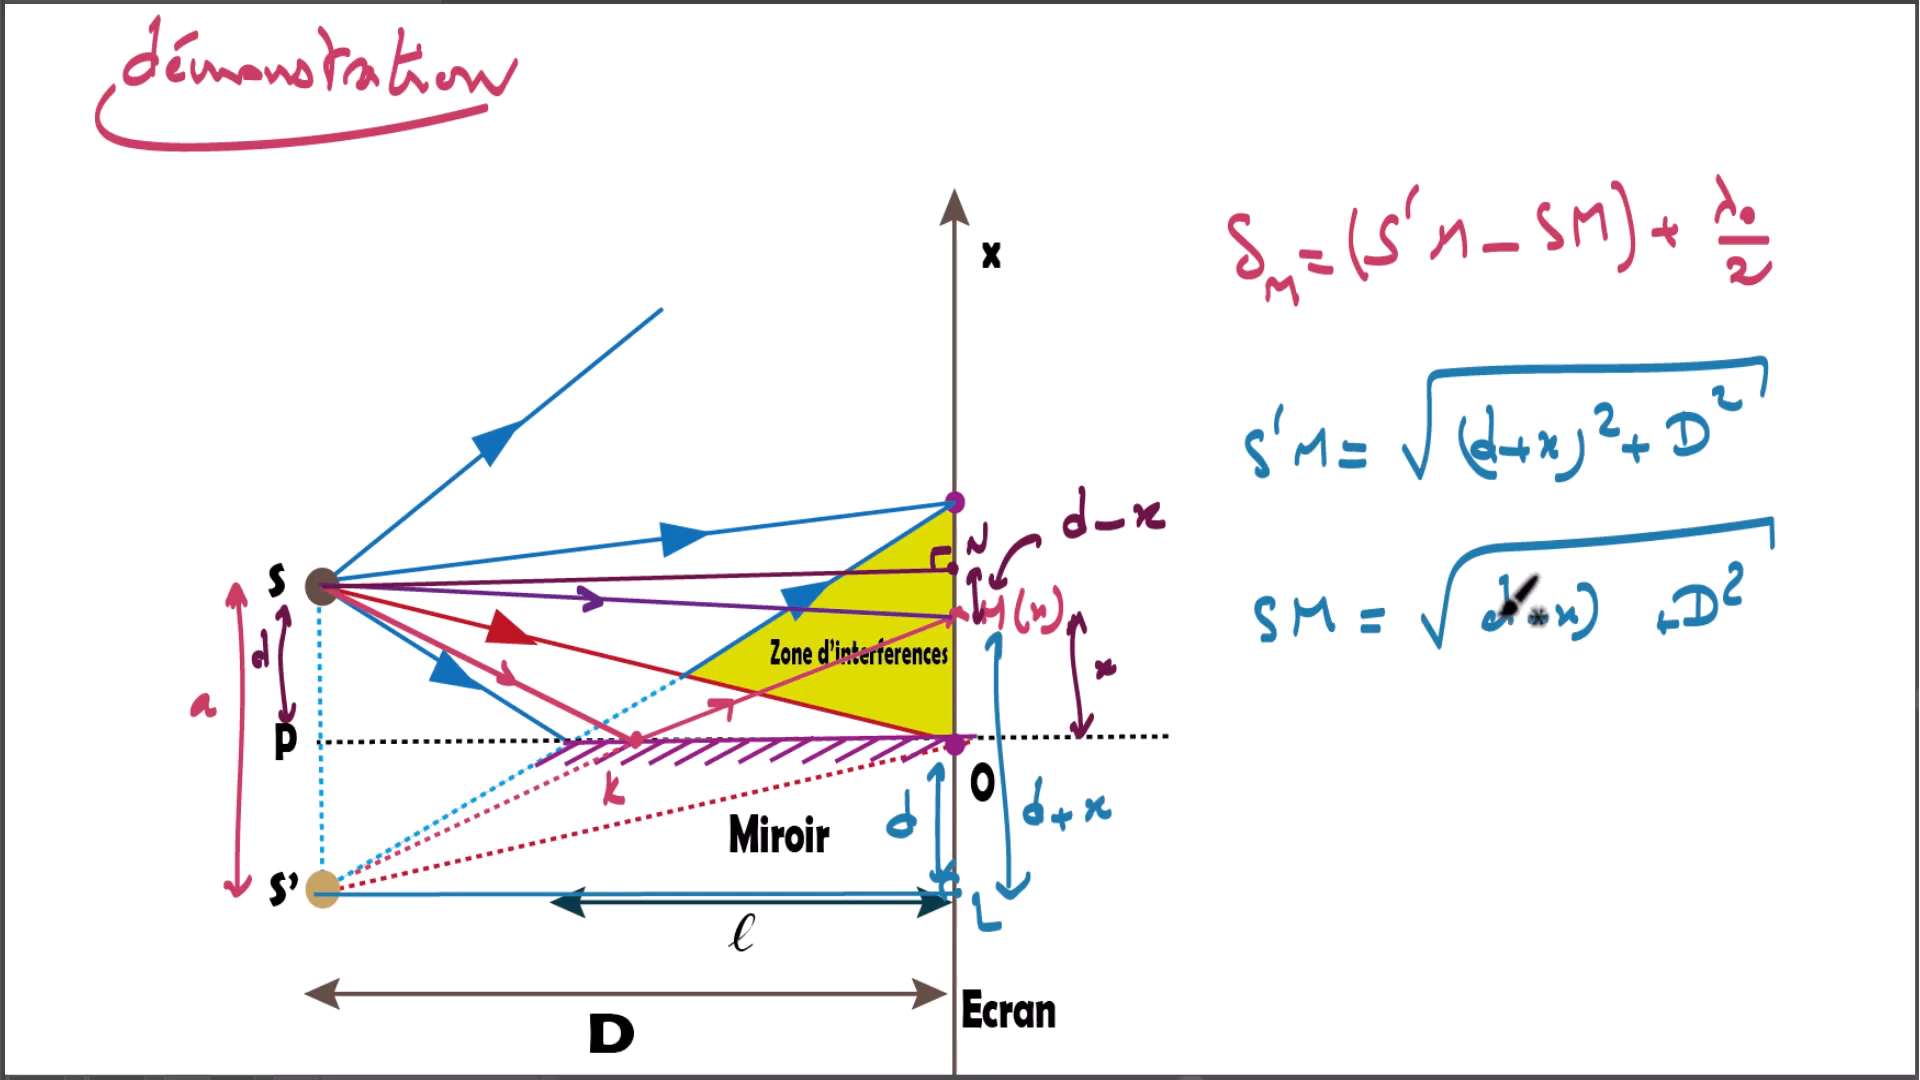 démonstration
x
δM = (S'M - SM) + λ0/2
S'M = √(d+x)² + D²
d-x
N
S
M(x)
SM = √ x) + D²
d
Zone d'interférences
x
a
P
O
k
d
d+x
Miroir
S'
L
ℓ
D
Ecran